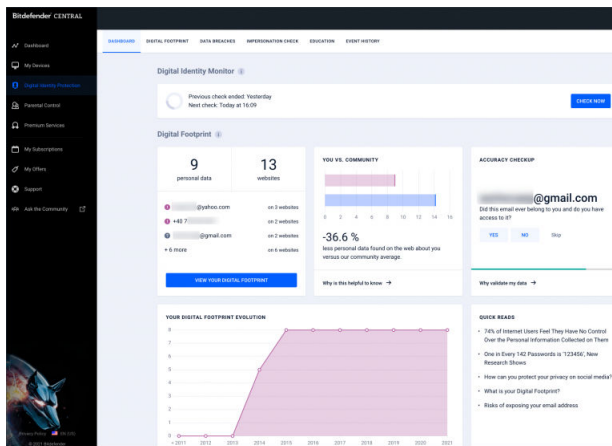 Bitdefender CENTRAL
Dashboard
My Devices
Digital Identity Protection
Parental Control
Premium Services
My Subscriptions
My Offers
Support
Ask the Community
Privacy Policy
© 2021 Bitdefender
DASHBOARD DIGITAL FOOTPRINT DATA BREACHES IMPERSONATION CHECK EDUCATION EVENT HISTORY
Digital Identity Monitor
Previous check ended: Yesterday
Next check: Today at 16:09
CHECK NOW
Digital Footprint
9 13
personal data websites
@yahoo.com on 3 websites
+40 7 on 2 websites
@gmail.com on 2 websites
+ 6 more on 6 websites
VIEW YOUR DIGITAL FOOTPRINT
YOU VS. COMMUNITY
0 2 4 6 8 10 12 14 16
-36.6 %
less personal data found on the web about you
versus our community average.
Why is this helpful to know →
ACCURACY CHECKUP
@gmail.com
Did this email ever belong to you and do you have
access to it?
YES NO Skip
Why validate my data →
YOUR DIGITAL FOOTPRINT EVOLUTION
8
7
6
5
4
3
2
1
0
< 2011 2012 2013 2014 2015 2016 2017 2018 2019 2020 2021
QUICK READS
74% of Internet Users Feel They Have No Control
Over the Personal Information Collected on Them
One in Every 142 Passwords is '123456', New
Research Shows
How can you protect your privacy on social media?
What is your Digital Footprint?
Risks of exposing your email address